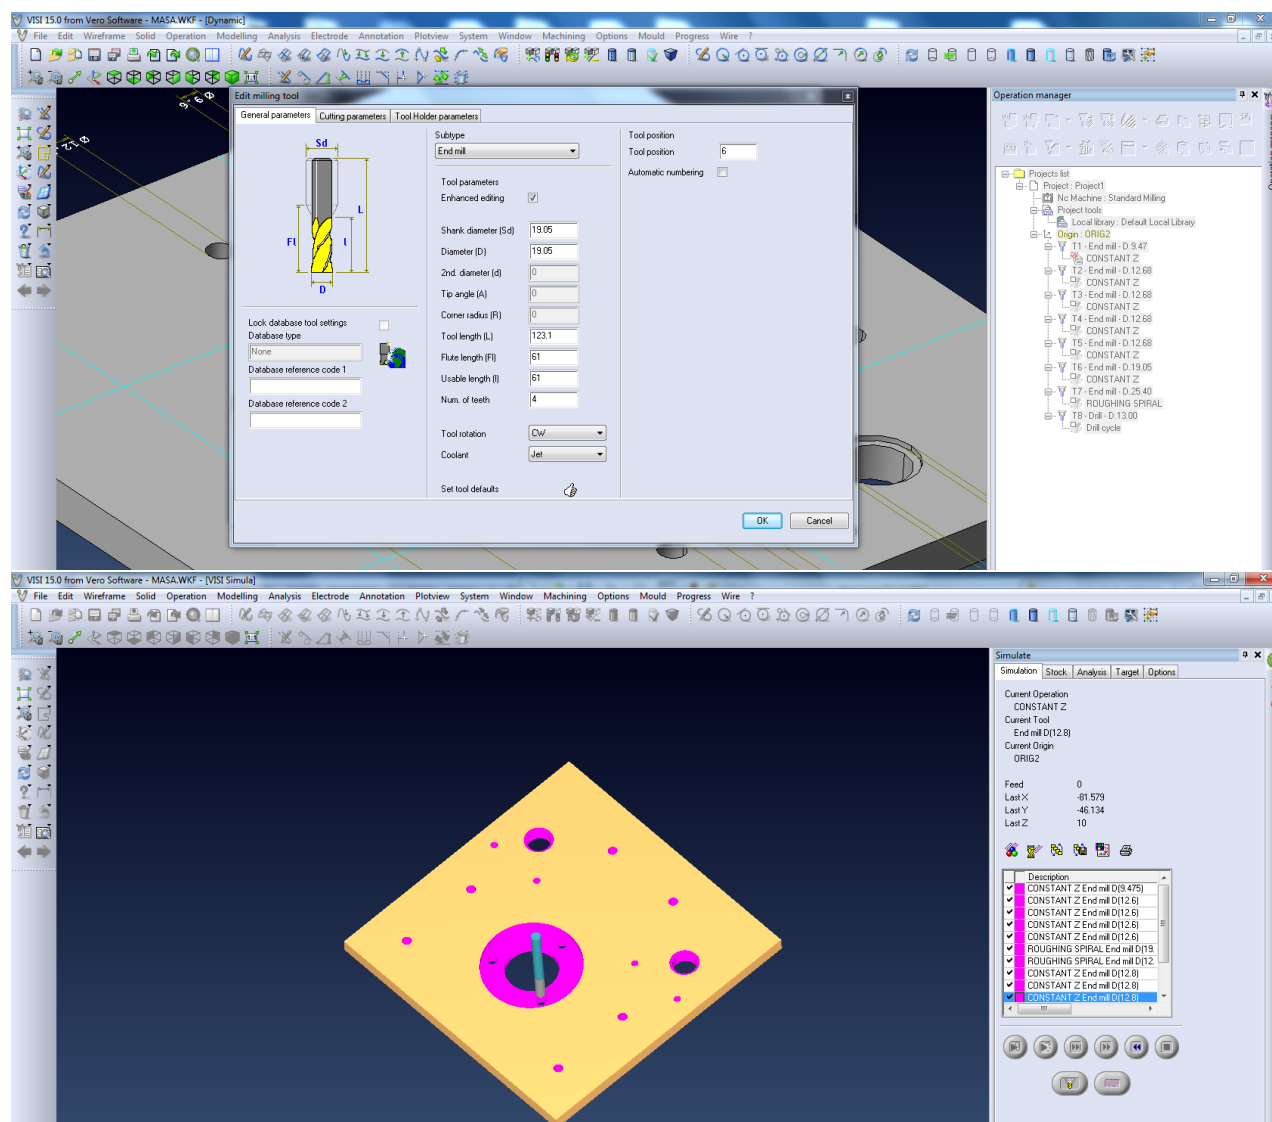 VISI 15.0 from Vero Software - MASA.WKF - [Dynamic]
File Edit Wireframe Solid Operation Modelling Analysis Electrode Annotation Plotview System Window Machining Options Mould Progress Wire ?
Edit milling tool
General parameters Cutting parameters Tool Holder parameters
Sd
L
Fl
l
D
Lock database tool settings
Database type
None
Database reference code 1
Database reference code 2
Subtype
End mill
Tool parameters
Enhanced editing
Shank diameter (Sd) 19.05
Diameter (D) 19.05
2nd. diameter (d) 0
Tip angle (A) 0
Corner radius (R) 0
Tool length (L) 123.1
Flute length (Fl) 61
Usable length (l) 61
Num. of teeth 4
Tool rotation CW
Coolant Jet
Set tool defaults
Tool position
Tool position 6
Automatic numbering
OK Cancel
Operation manager
Projects list
Project : Project1
Nc Machine : Standard Milling
Project tools
Local library : Default Local Library
Origin : ORIG2
T1 - End mill - D.9.47
CONSTANT Z
T2 - End mill - D.12.68
CONSTANT Z
T3 - End mill - D.12.68
CONSTANT Z
T4 - End mill - D.12.68
CONSTANT Z
T5 - End mill - D.12.68
CONSTANT Z
T6 - End mill - D.19.05
CONSTANT Z
T7 - End mill - D.25.40
ROUGHING SPIRAL
T8 - Drill - D.13.00
Drill cycle
VISI 15.0 from Vero Software - MASA.WKF - [VISI Simula]
File Edit Wireframe Solid Operation Modelling Analysis Electrode Annotation Plotview System Window Machining Options Mould Progress Wire ?
Simulate
Simulation Stock Analysis Target Options
Current Operation
CONSTANT Z
Current Tool
End mill D(12.8)
Current Origin
ORIG2
Feed 0
Last X -81.579
Last Y -46.134
Last Z 10
Description
CONSTANT Z End mill D(9.475)
CONSTANT Z End mill D(12.6)
CONSTANT Z End mill D(12.6)
CONSTANT Z End mill D(12.6)
CONSTANT Z End mill D(12.6)
ROUGHING SPIRAL End mill D(19.
ROUGHING SPIRAL End mill D(12.
CONSTANT Z End mill D(12.8)
CONSTANT Z End mill D(12.8)
CONSTANT Z End mill D(12.8)